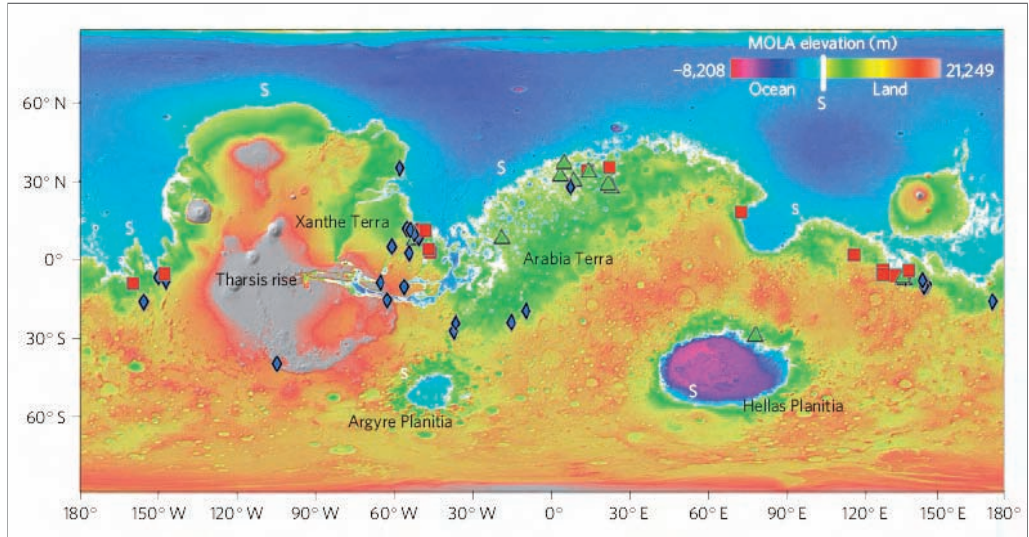 MOLA elevation (m)
−8,208 21,249
Ocean S Land
60° N
S
S
30° N
Xanthe Terra
S
S
Arabia Terra
0°
Tharsis rise
30° S
S
S
Argyre Planitia
Hellas Planitia
60° S
180° 150° W 120° W 90° W 60° W 30° W 0° E 30° E 60° E 90° E 120° E 150° E 180° E